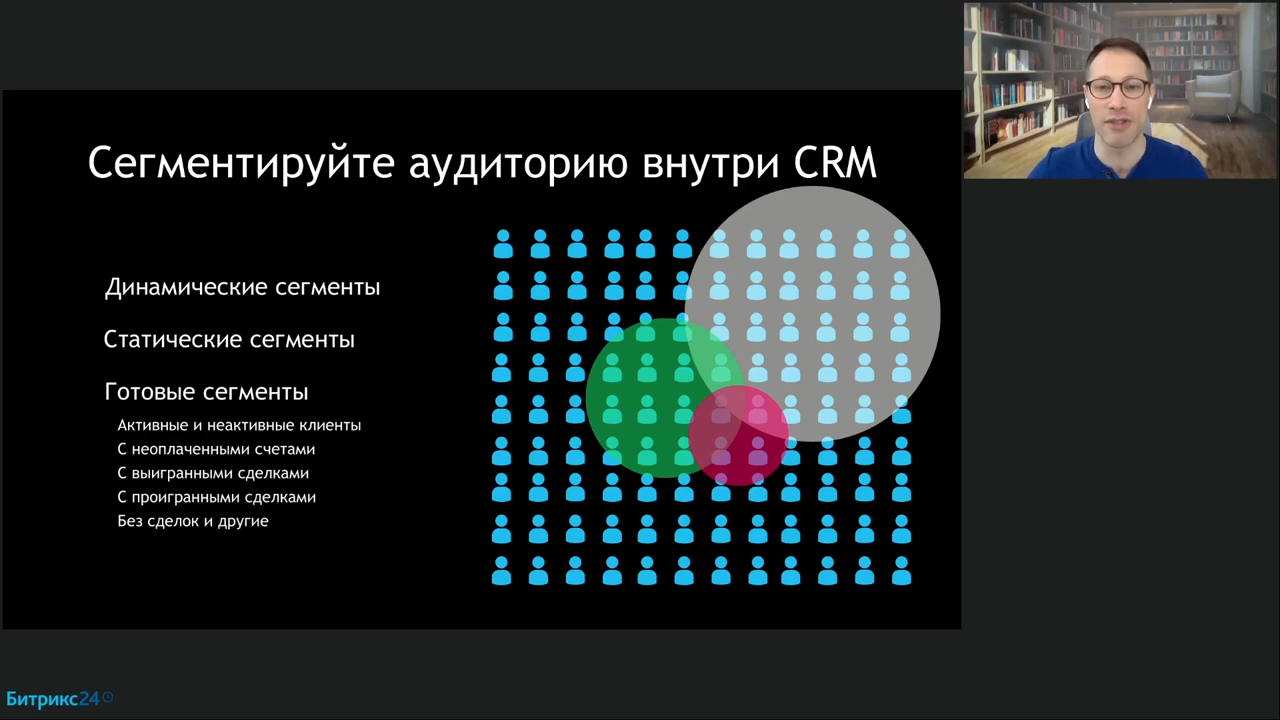 Сегментируйте аудиторию внутри CRM
Динамические сегменты
Статические сегменты
Готовые сегменты
Активные и неактивные клиенты
С неоплаченными счетами
С выигранными сделками
С проигранными сделками
Без сделок и другие
Битрикс24